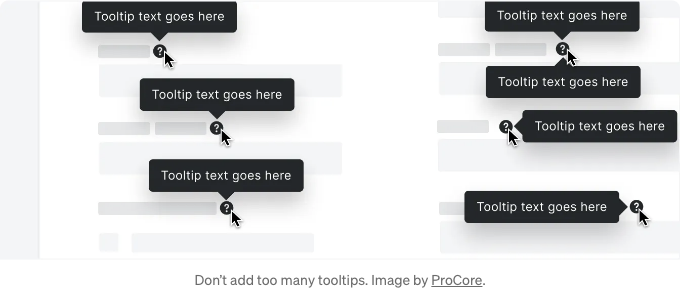 Tooltip text goes here
?
Tooltip text goes here
?
Tooltip text goes here
?
Tooltip text goes here
?
Tooltip text goes here
? Tooltip text goes here
Tooltip text goes here ?
Don't add too many tooltips. Image by ProCore.